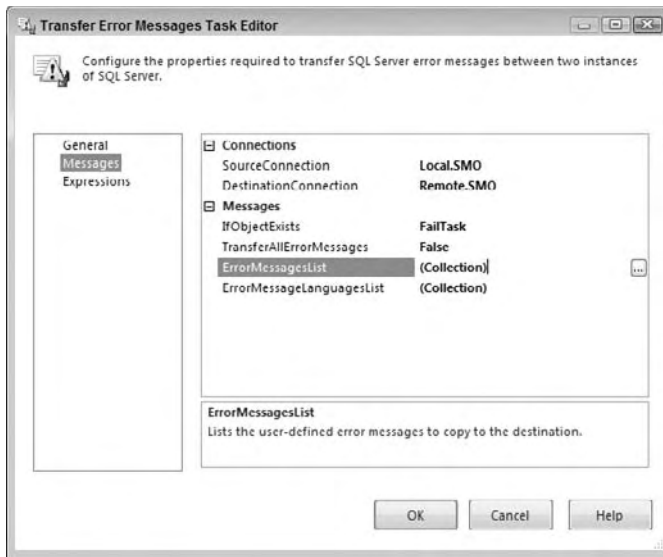 Transfer Error Messages Task Editor
Configure the properties required to transfer SQL Server error messages between two instances
of SQL Server.
General
Messages
Expressions
Connections
SourceConnection Local.SMO
DestinationConnection Remote.SMO
Messages
IfObjectExists FailTask
TransferAllErrorMessages False
ErrorMessagesList (Collection)
...
ErrorMessageLanguagesList (Collection)
ErrorMessagesList
Lists the user-defined error messages to copy to the destination.
OK Cancel Help